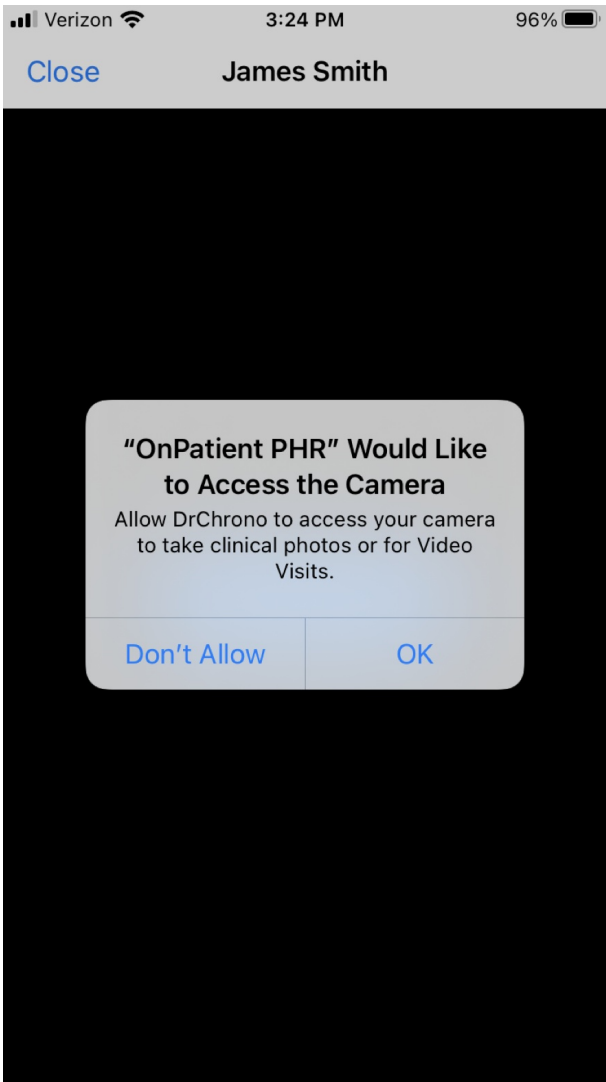 Verizon 3:24 PM 96%
Close James Smith
“OnPatient PHR” Would Like
to Access the Camera
Allow DrChrono to access your camera
to take clinical photos or for Video
Visits.
Don’t Allow OK